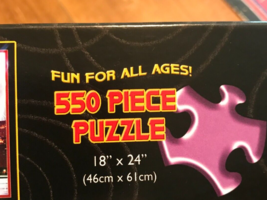 FUN FOR ALL AGES!
550 PIECE
PUZZLE
18" x 24"
(46cm x 61cm)